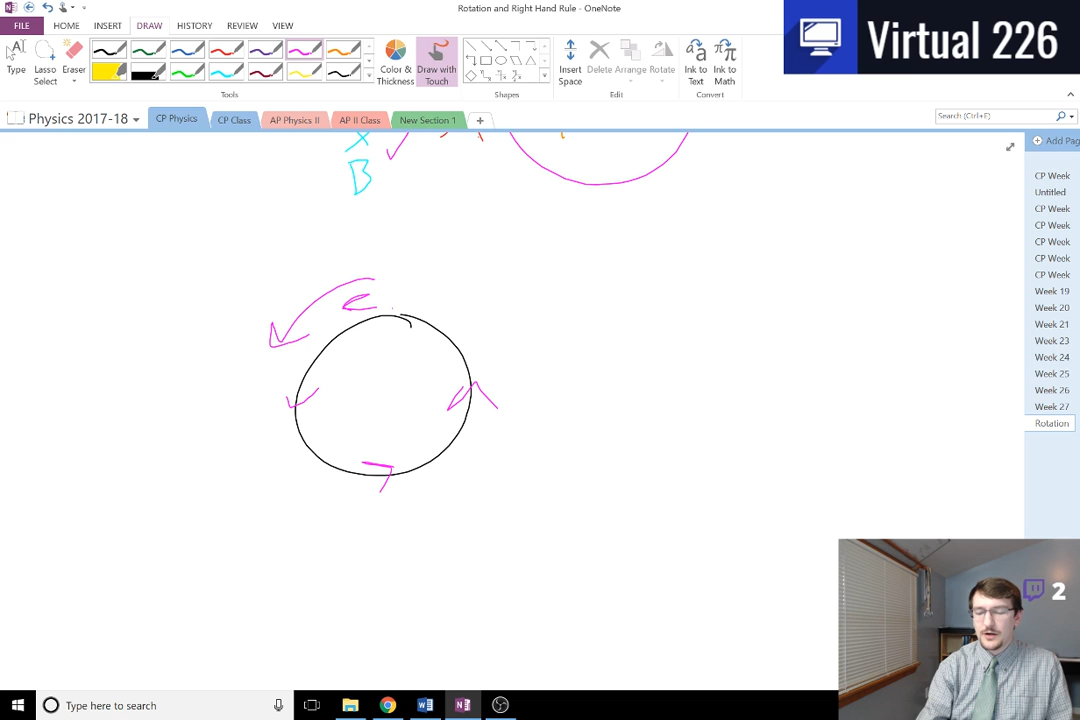 Rotation and Right Hand Rule - OneNote
FILE HOME INSERT DRAW HISTORY REVIEW VIEW
Virtual 226
Type
Lasso Select
Eraser
Color & Thickness
Draw with Touch
Insert Space
Delete
Arrange
Rotate
Ink to Text
Ink to Math
Tools
Shapes
Edit
Convert
Physics 2017-18
CP Physics
CP Class
AP Physics II
AP II Class
New Section 1
Search (Ctrl+E)
Add Pag
CP Week
Untitled
CP Week
CP Week
CP Week
CP Week
CP Week
Week 19
Week 20
Week 21
Week 23
Week 24
Week 25
Week 26
Week 27
Rotation
B
2
Type here to search